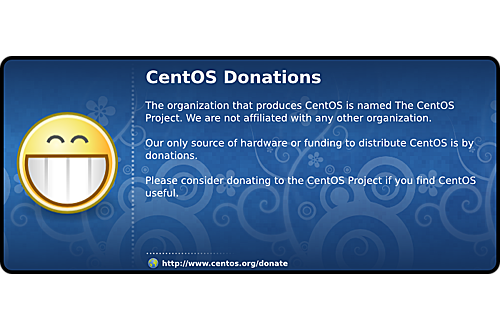 CentOS Donations
The organization that produces CentOS is named The CentOS
Project. We are not affiliated with any other organization.
Our only source of hardware or funding to distribute CentOS is by
donations.
Please consider donating to the CentOS Project if you find CentOS
useful.
http://www.centos.org/donate